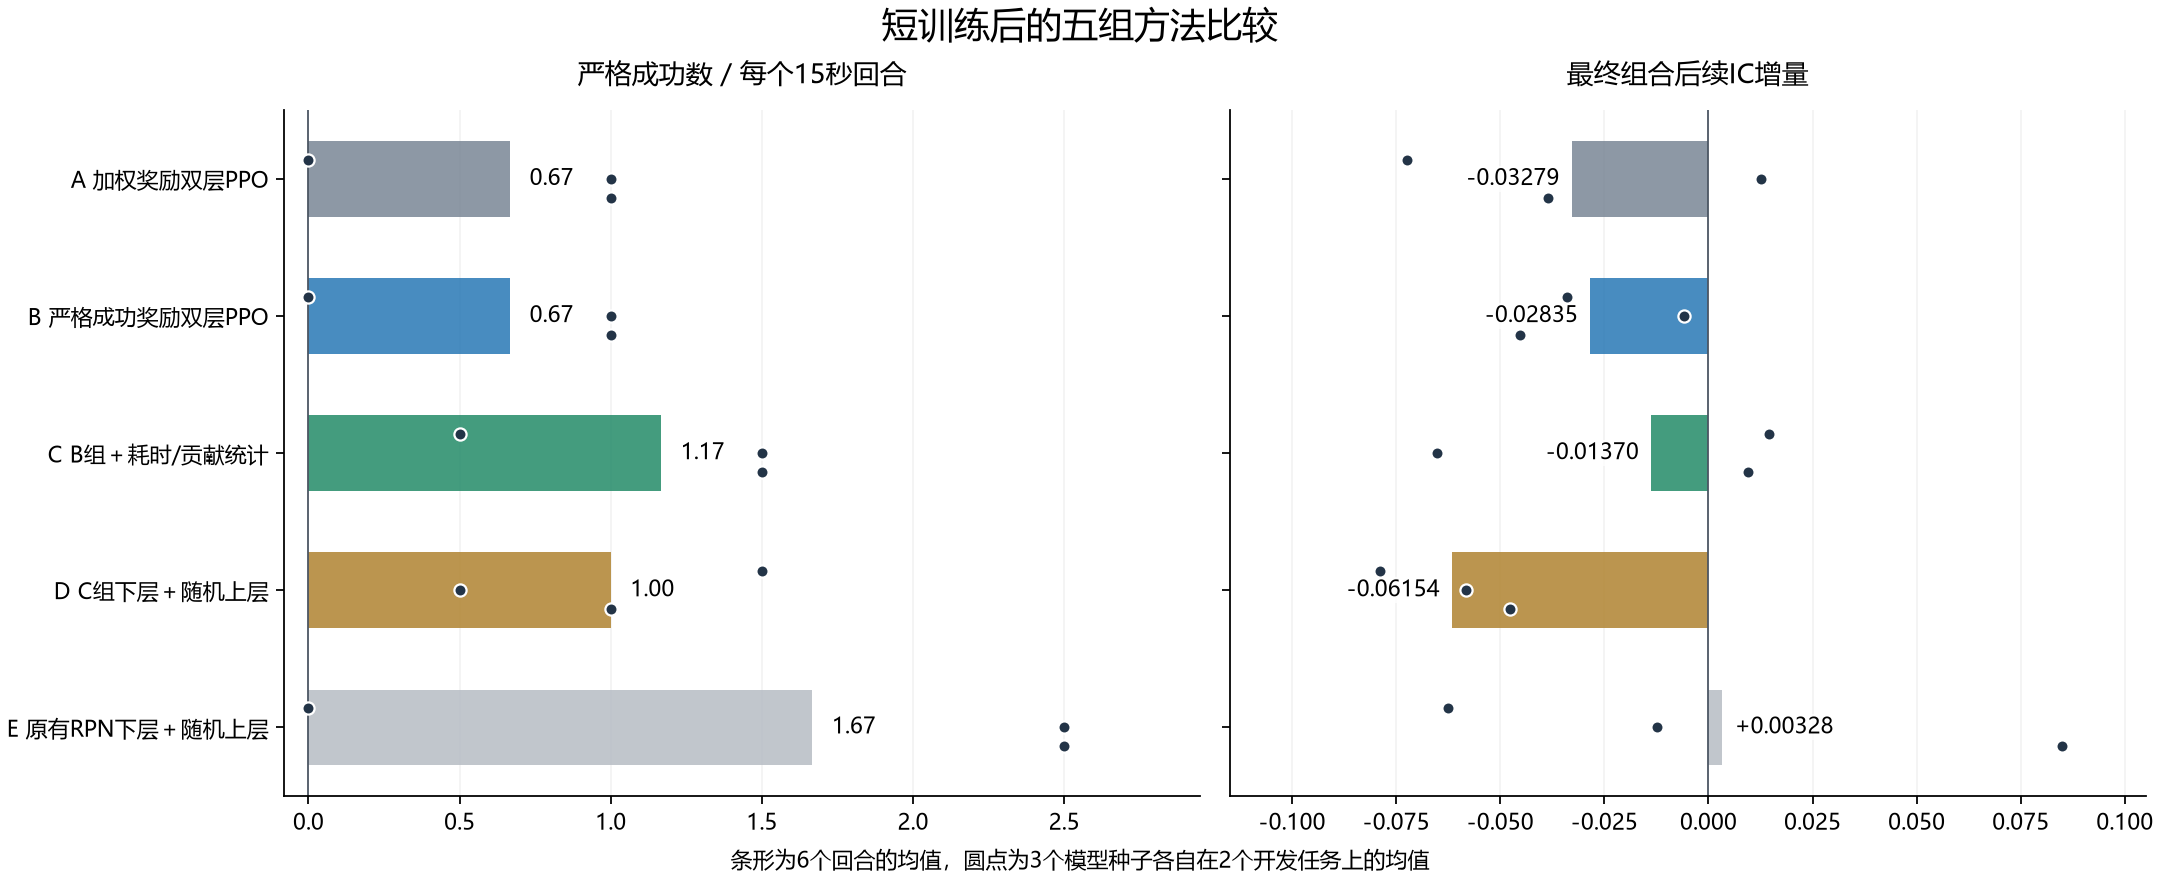 短训练后的五组方法比较
严格成功数 / 每个15秒回合
A 加权奖励双层PPO
0.67
B 严格成功奖励双层PPO
0.67
C B组+耗时/贡献统计
1.17
D C组下层+随机上层
1.00
E 原有RPN下层+随机上层
1.67
0.0 0.5 1.0 1.5 2.0 2.5
最终组合后续IC增量
-0.03279
-0.02835
-0.01370
-0.06154
+0.00328
-0.100 -0.075 -0.050 -0.025 0.000 0.025 0.050 0.075 0.100
条形为6个回合的均值，圆点为3个模型种子各自在2个开发任务上的均值